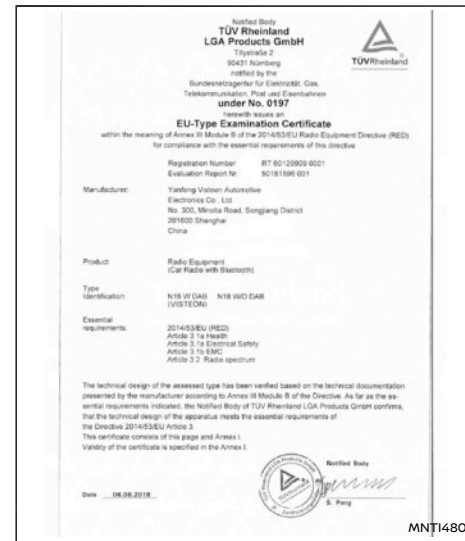 Notified Body
TÜV Rheinland
LGA Products GmbH
Tillystraße 2
90431 Nürnberg
notified by the
Bundesnetzagentur für Elektrizität, Gas,
Telekommunikation, Post und Eisenbahnen
under No. 0197
herewith issues an
EU-Type Examination Certificate
within the meaning of Annex III Module B of the 2014/53/EU Radio Equipment Directive (RED)
for compliance with the essential requirements of this directive
TÜVRheinland
Registration Number: RT 60120909 0001
Evaluation Report Nr.: 50151596 001
Manufacturer: Yanfeng Visteon Automotive
Electronics Co., Ltd.
No. 300, Minolta Road, Songjiang District
201600 Shanghai
China
Product: Radio Equipment
(Car Radio with Bluetooth)
Type
Identification: N18 W DAB N18 W/O DAB
(VISTEON)
Essential
requirements: 2014/53/EU (RED)
Article 3.1a Health
Article 3.1a Electrical Safety
Article 3.1b EMC
Article 3.2 Radio spectrum
The technical design of the assessed type has been verified based on the technical documentation
presented by the manufacturer according to Annex III Module B of the Directive. As far as the es-
sential requirements indicated, the Notified Body of TÜV Rheinland LGA Products GmbH confirms,
that the technical design of the apparatus meets the essential requirements of
the Directive 2014/53/EU Article 3.
This certificate consists of this page and Annex I.
Validity of the certificate is specified in the Annex I.
Notified Body
Date 06.06.2018
S. Peng
MNTI480